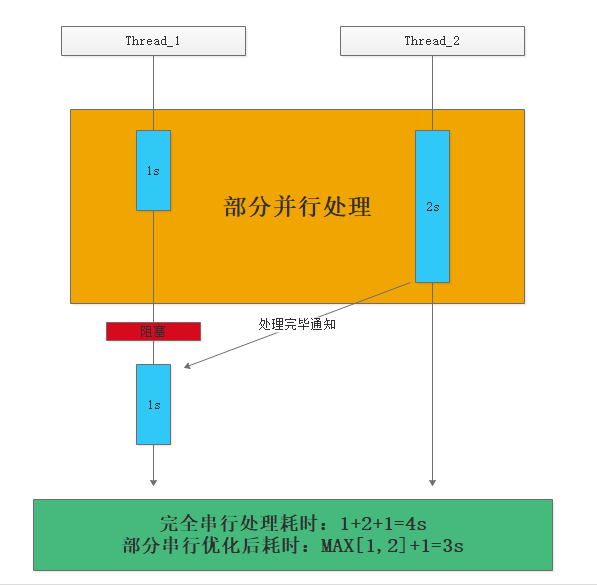 Thread_1
Thread_2
1s
部分并行处理
2s
处理完毕通知
阻塞
1s
完全串行处理耗时：1+2+1=4s
部分串行优化后耗时：MAX[1,2]+1=3s